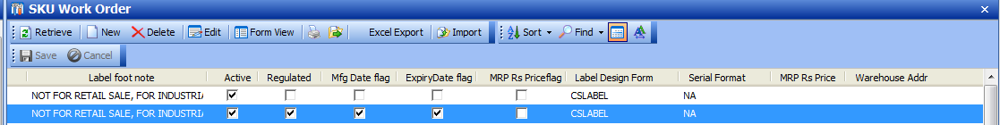 SKU Work Order
Retrieve New Delete Edit Form View Excel Export Import Sort Find
Save Cancel
Label foot note Active Regulated Mfg Date flag ExpiryDate flag MRP Rs Priceflag Label Design Form Serial Format MRP Rs Price Warehouse Addr
NOT FOR RETAIL SALE, FOR INDUSTRIA CSLABEL NA
NOT FOR RETAIL SALE, FOR INDUSTRIA CSLABEL NA